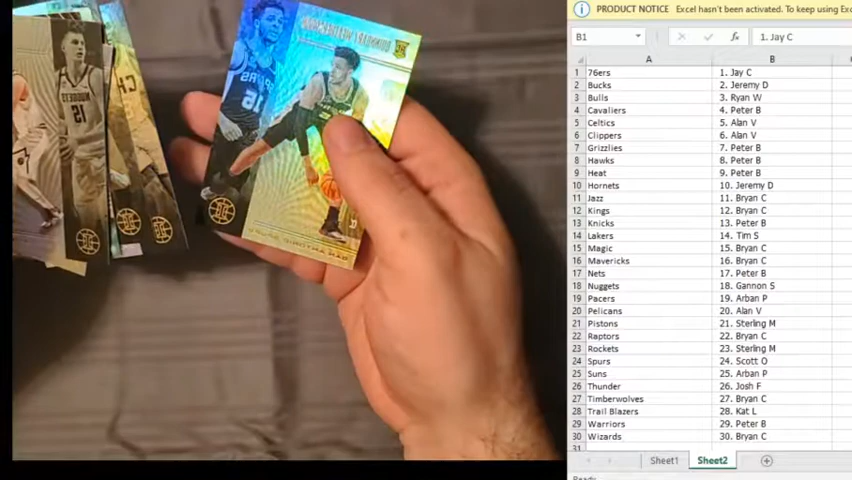 PRODUCT NOTICE Excel hasn't been activated. To keep using Exc
B1 fx 1. Jay C
A B
1 76ers 1. Jay C
2 Bucks 2. Jeremy D
3 Bulls 3. Ryan W
4 Cavaliers 4. Peter B
5 Celtics 5. Alan V
6 Clippers 6. Alan V
7 Grizzlies 7. Peter B
8 Hawks 8. Peter B
9 Heat 9. Peter B
10 Hornets 10. Jeremy D
11 Jazz 11. Bryan C
12 Kings 12. Bryan C
13 Knicks 13. Peter B
14 Lakers 14. Tim S
15 Magic 15. Bryan C
16 Mavericks 16. Bryan C
17 Nets 17. Peter B
18 Nuggets 18. Gannon S
19 Pacers 19. Arban P
20 Pelicans 20. Alan V
21 Pistons 21. Sterling M
22 Raptors 22. Bryan C
23 Rockets 23. Sterling M
24 Spurs 24. Scott O
25 Suns 25. Arban P
26 Thunder 26. Josh F
27 Timberwolves 27. Bryan C
28 Trail Blazers 28. Kat L
29 Warriors 29. Peter B
30 Wizards 30. Bryan C
31
Sheet1 Sheet2
Ready